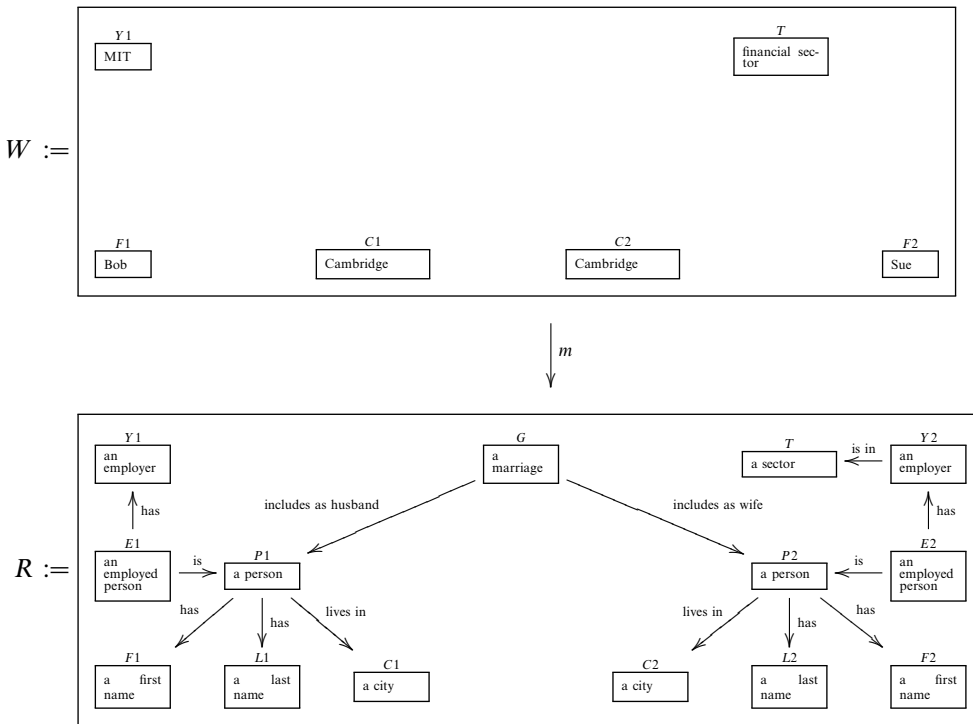 Y1
T
MIT
financial sec-
tor
W :=
F1
C1
C2
F2
Bob
Cambridge
Cambridge
Sue
m
Y1
G
T
Y2
an
employer
a
marriage
a sector
is in
an
employer
has
includes as husband
includes as wife
has
R :=
E1
P1
P2
E2
an
employed
person
is
a person
a person
is
an
employed
person
has
has
lives in
lives in
has
has
F1
L1
C1
C2
L2
F2
a first
name
a last
name
a city
a city
a last
name
a first
name